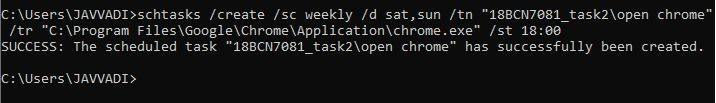 C:\Users\JAVVADI>schtasks /create /sc weekly /d sat,sun /tn "18BCN7081_task2\open chrome"
 /tr "C:\Program Files\Google\Chrome\Application\chrome.exe" /st 18:00
SUCCESS: The scheduled task "18BCN7081_task2\open chrome" has successfully been created.
C:\Users\JAVVADI>